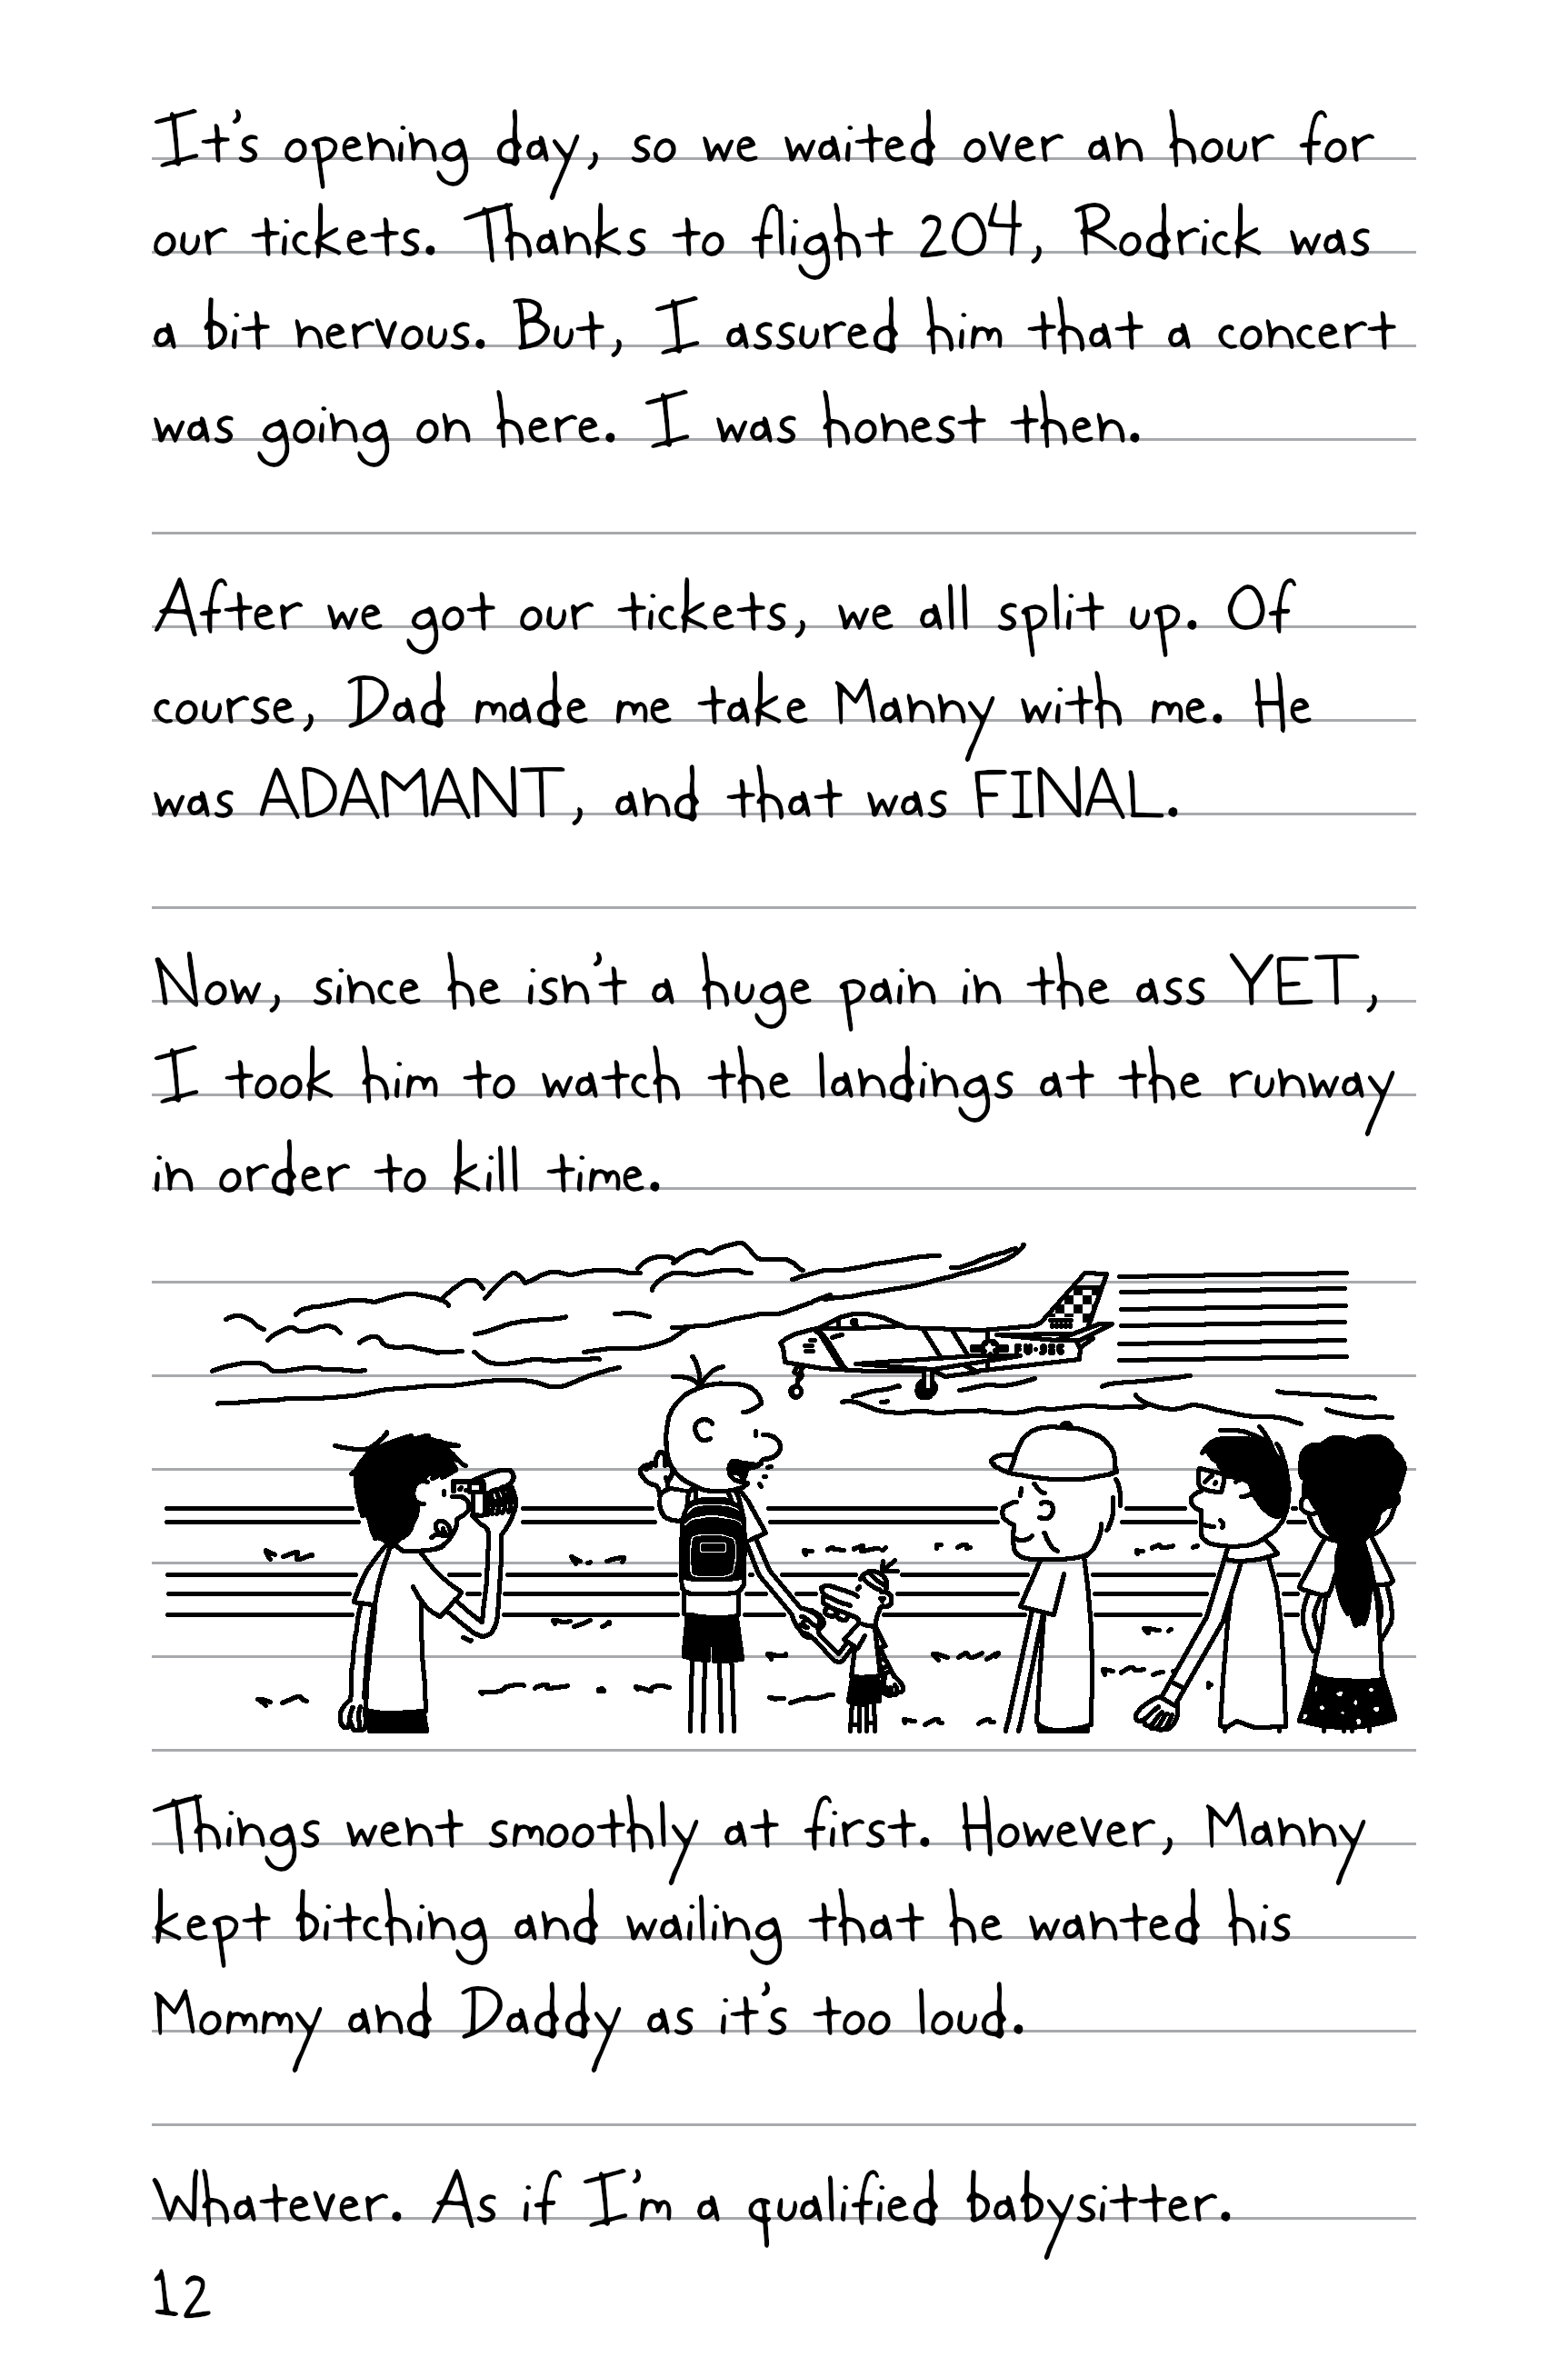 It's opening day, so we waited over an hour for
our tickets. Thanks to flight 204, Rodrick was
a bit nervous. But, I assured him that a concert
was going on here. I was honest then.
After we got our tickets, we all split up. Of
course, Dad made me take Manny with me. He
was ADAMANT, and that was FINAL.
Now, since he isn't a huge pain in the ass YET,
I took him to watch the landings at the runway
in order to kill time.
Things went smoothly at first. However, Manny
kept bitching and wailing that he wanted his
Mommy and Daddy as it's too loud.
Whatever. As if I'm a qualified babysitter.
12